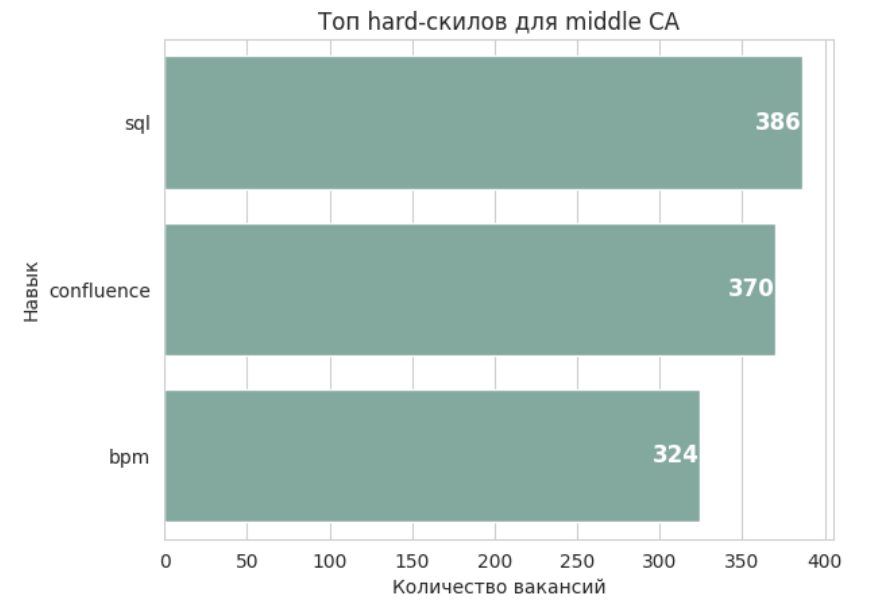 Топ hard-скилов для middle СА
sql
386
Навык
confluence
370
bpm
324
0 50 100 150 200 250 300 350 400
Количество вакансий